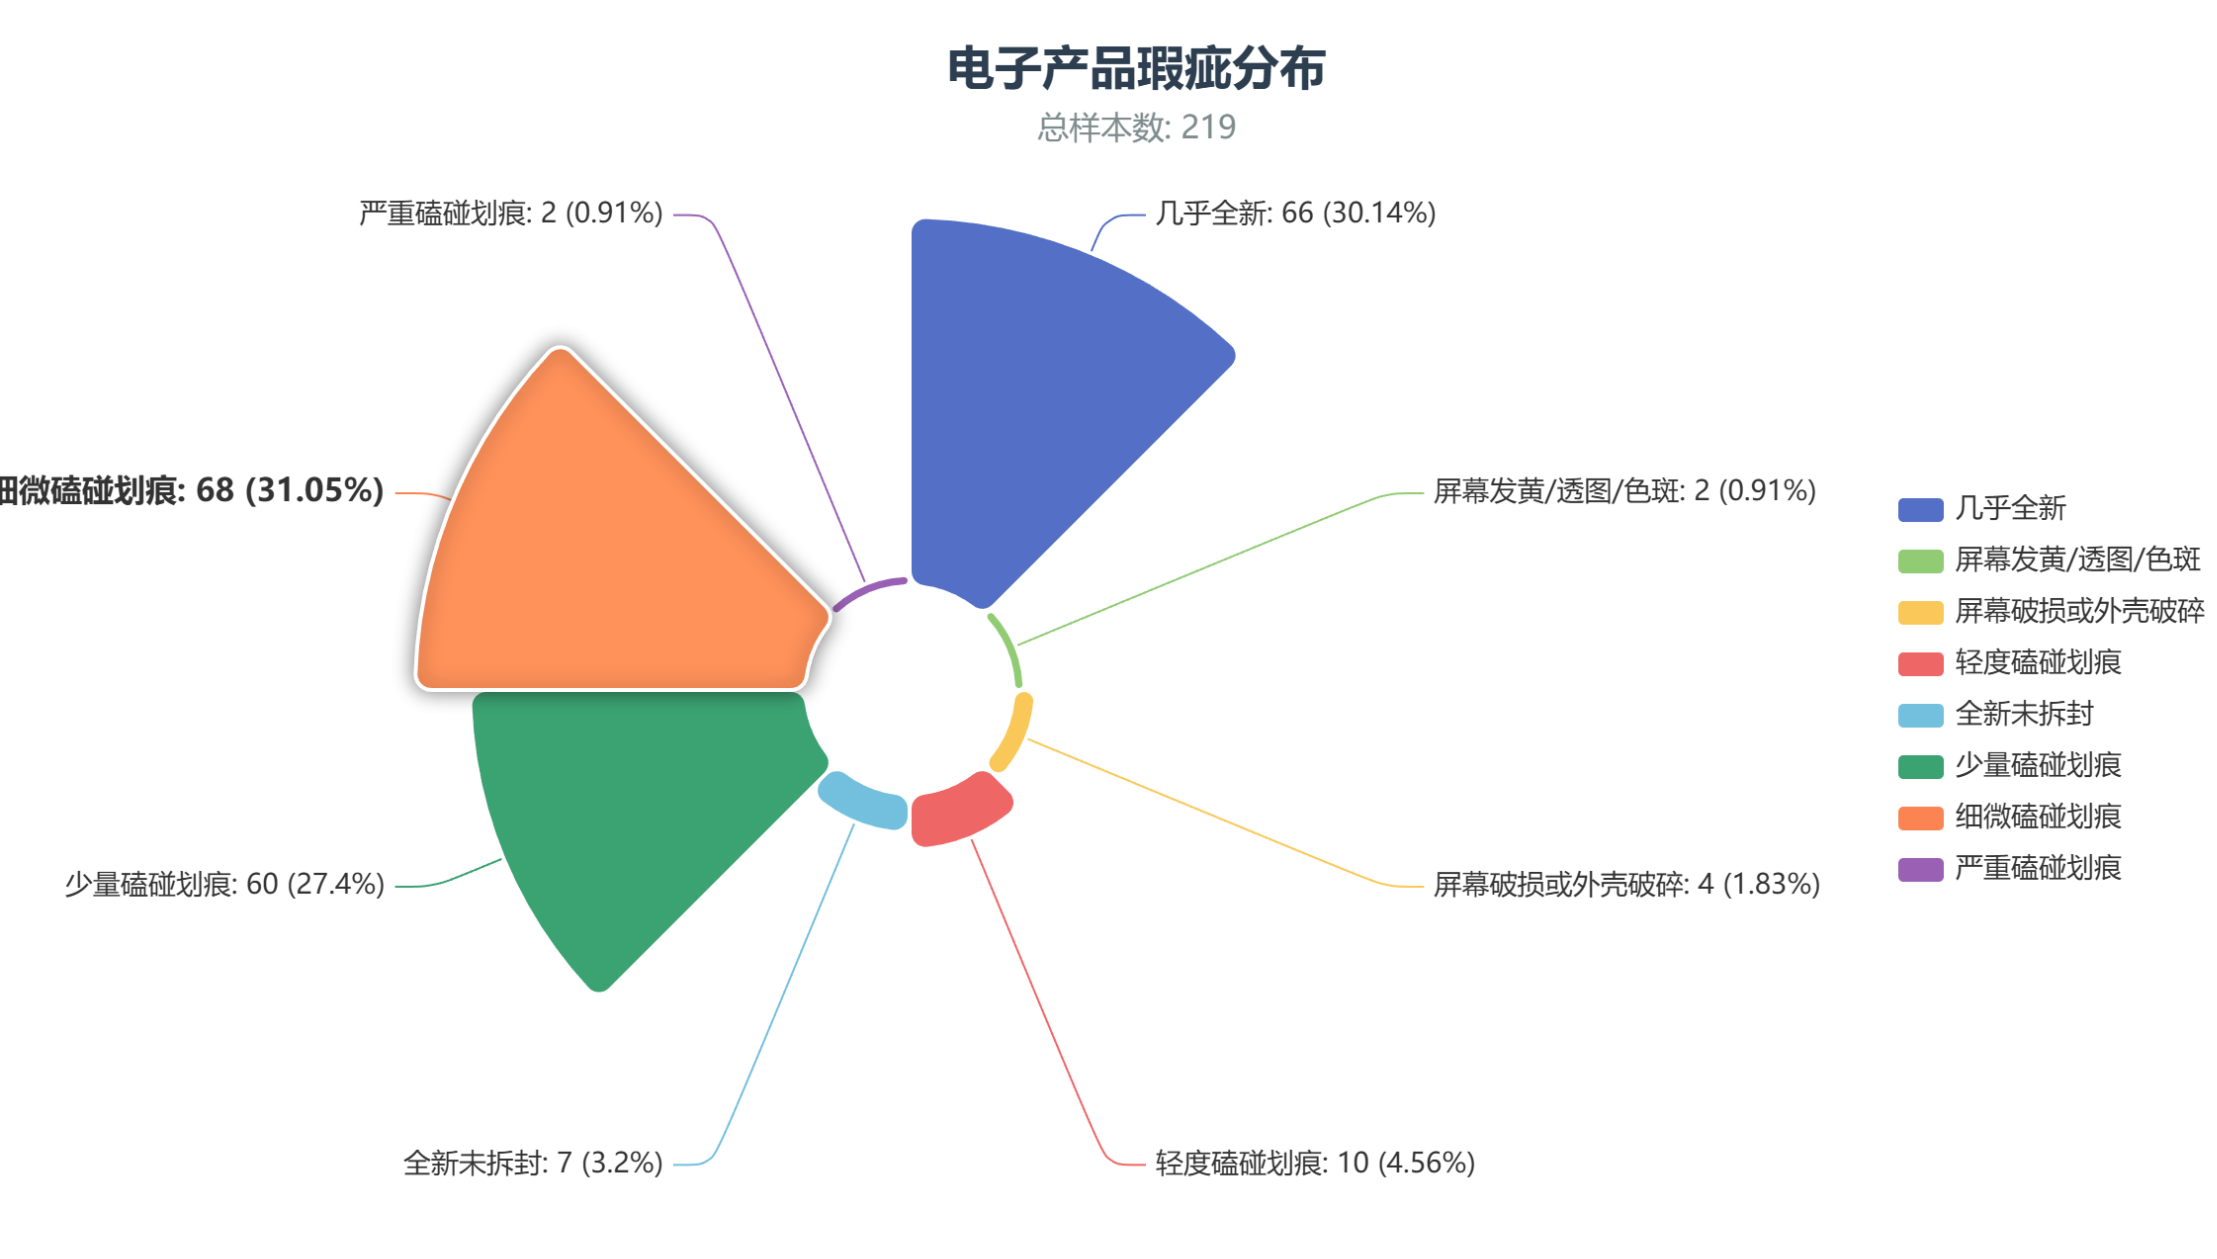 电子产品瑕疵分布
总样本数: 219
严重磕碰划痕: 2 (0.91%)
几乎全新: 66 (30.14%)
细微磕碰划痕: 68 (31.05%)
屏幕发黄/透图/色斑: 2 (0.91%)
少量磕碰划痕: 60 (27.4%)
屏幕破损或外壳破碎: 4 (1.83%)
全新未拆封: 7 (3.2%)
轻度磕碰划痕: 10 (4.56%)
几乎全新
屏幕发黄/透图/色斑
屏幕破损或外壳破碎
轻度磕碰划痕
全新未拆封
少量磕碰划痕
细微磕碰划痕
严重磕碰划痕